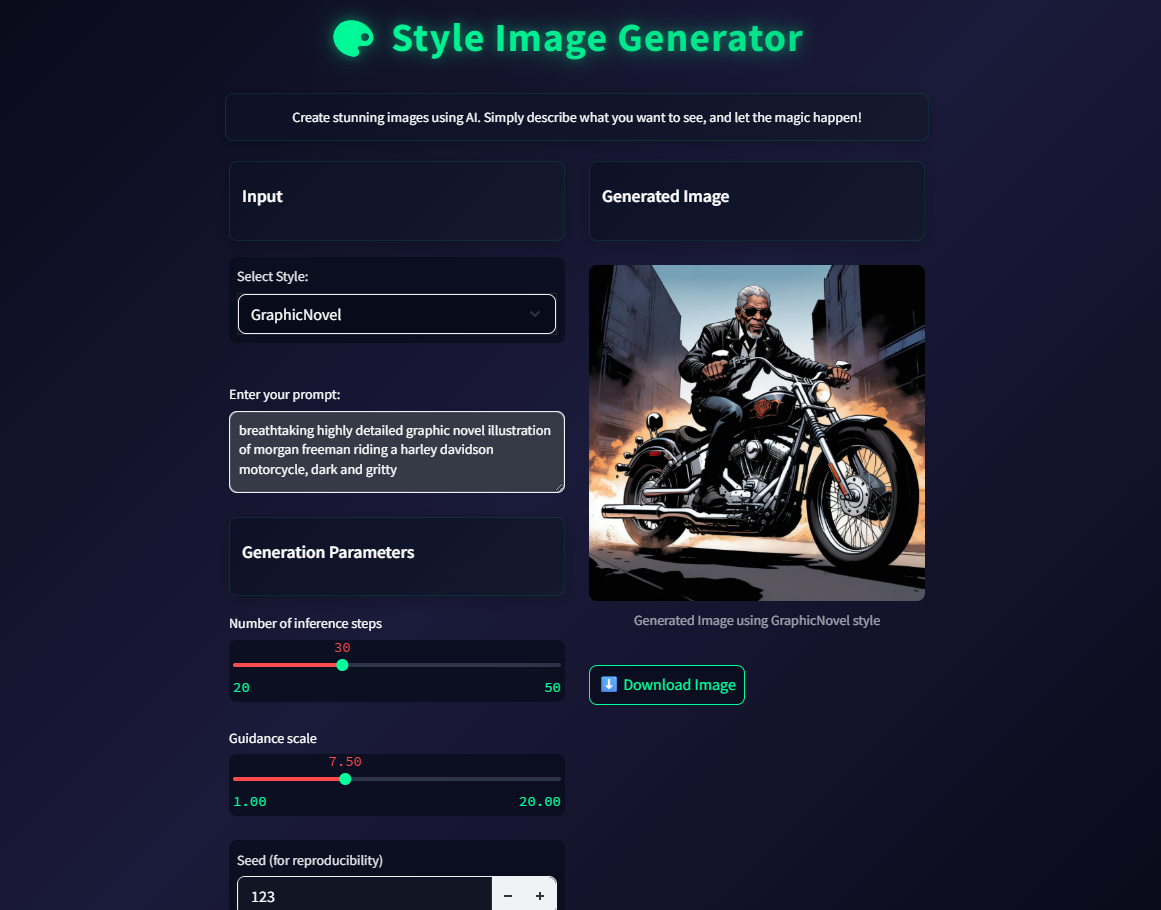 Style Image Generator
Create stunning images using AI. Simply describe what you want to see, and let the magic happen!
Input
Select Style:
GraphicNovel
Enter your prompt:
breathtaking highly detailed graphic novel illustration
of morgan freeman riding a harley davidson
motorcycle, dark and gritty
Generation Parameters
Number of inference steps
30
20 50
Guidance scale
7.50
1.00 20.00
Seed (for reproducibility)
123 − +
Generated Image
Generated Image using GraphicNovel style
Download Image